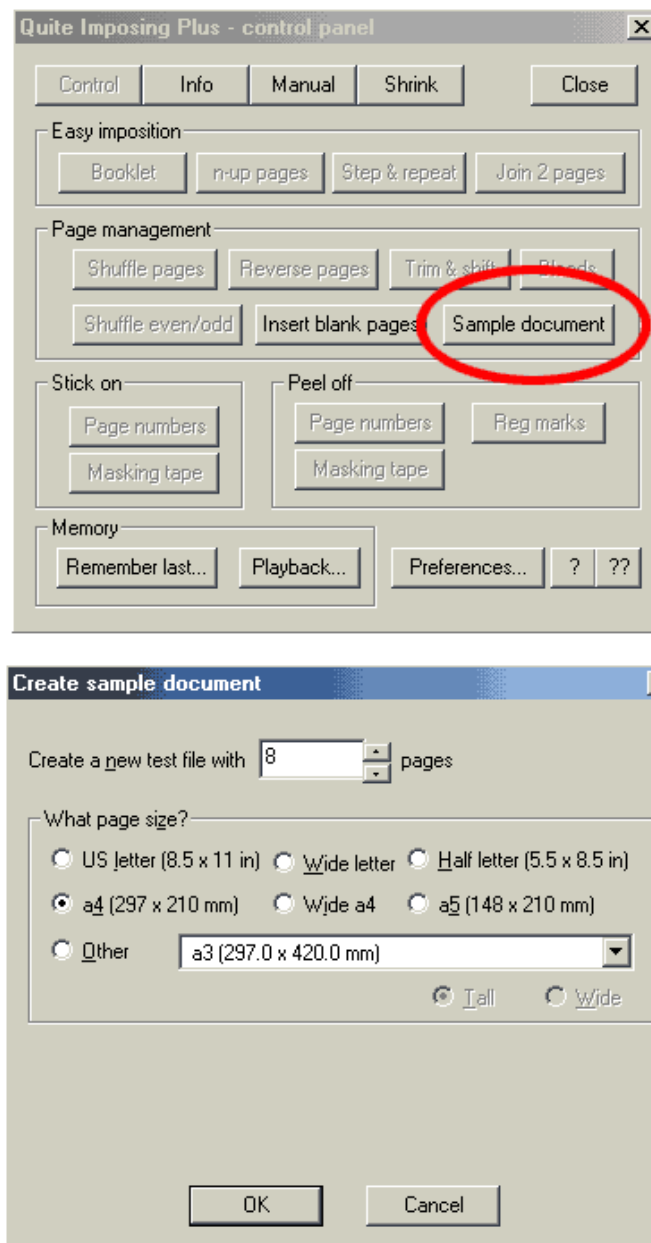 Quite Imposing Plus - control panel
Control Info Manual Shrink Close
Easy imposition
Booklet n-up pages Step & repeat Join 2 pages
Page management
Shuffle pages Reverse pages Trim & shift Bleeds
Shuffle even/odd Insert blank pages Sample document
Stick on Peel off
Page numbers Page numbers Reg marks
Masking tape Masking tape
Memory
Remember last... Playback... Preferences... ? ??
Create sample document
Create a new test file with 8 pages
What page size?
US letter (8.5 x 11 in) Wide letter Half letter (5.5 x 8.5 in)
a4 (297 x 210 mm) Wide a4 a5 (148 x 210 mm)
Other a3 (297.0 x 420.0 mm)
Tall Wide
OK Cancel